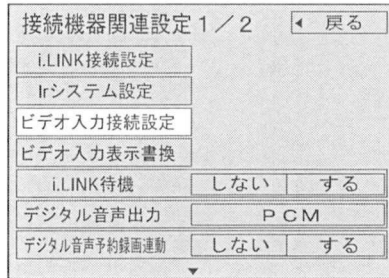 接続機器関連設定1/2 ◀ 戻る
i.LINK接続設定
Irシステム設定
ビデオ入力接続設定
ビデオ入力表示書換
i.LINK待機 しない する
デジタル音声出力 PCM
デジタル音声予約録画連動 しない する
▼